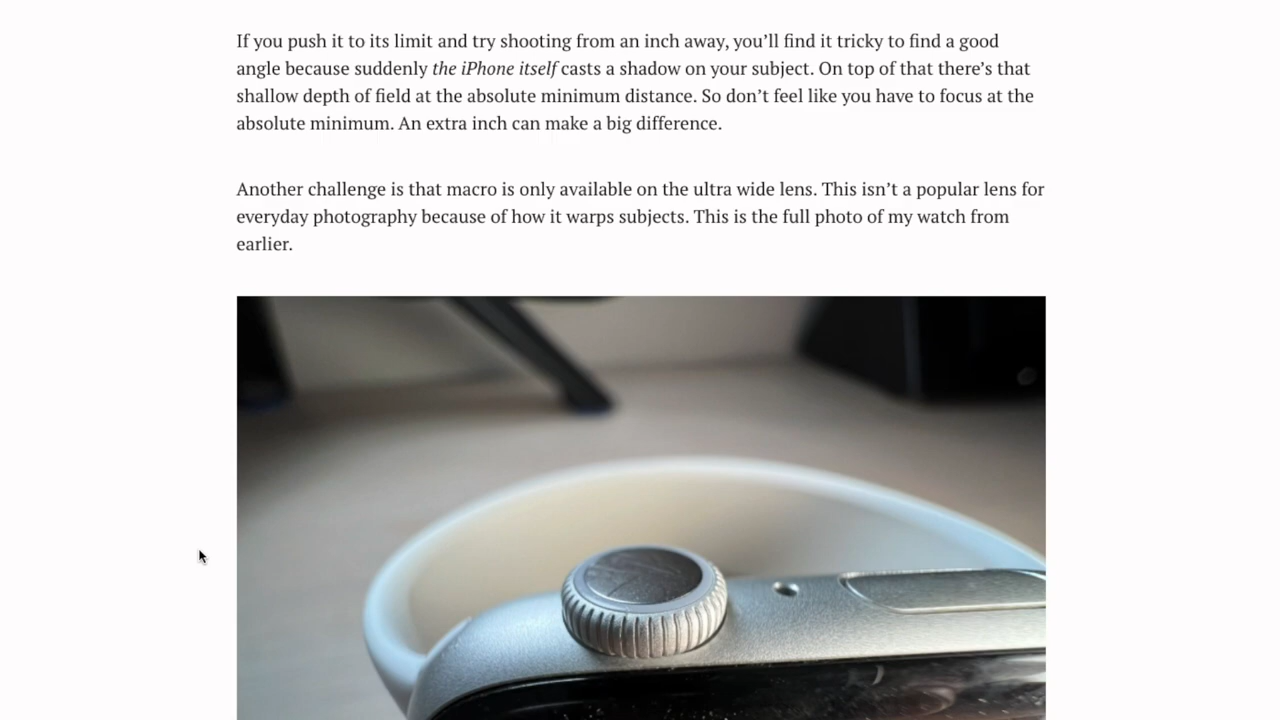 If you push it to its limit and try shooting from an inch away, you’ll find it tricky to find a good
angle because suddenly the iPhone itself casts a shadow on your subject. On top of that there’s that
shallow depth of field at the absolute minimum distance. So don’t feel like you have to focus at the
absolute minimum. An extra inch can make a big difference.
Another challenge is that macro is only available on the ultra wide lens. This isn’t a popular lens for
everyday photography because of how it warps subjects. This is the full photo of my watch from
earlier.